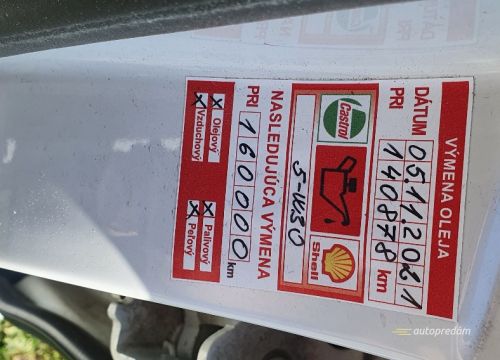 VÝMENA OLEJA
DÁTUM 05.11.2021
PRI 140878 km
Castrol
Shell
5-W30
NASLEDUJÚCA VÝMENA
PRI 160000 km
X Olejový X Palivový
X Vzduchový X Peľový
autopredám